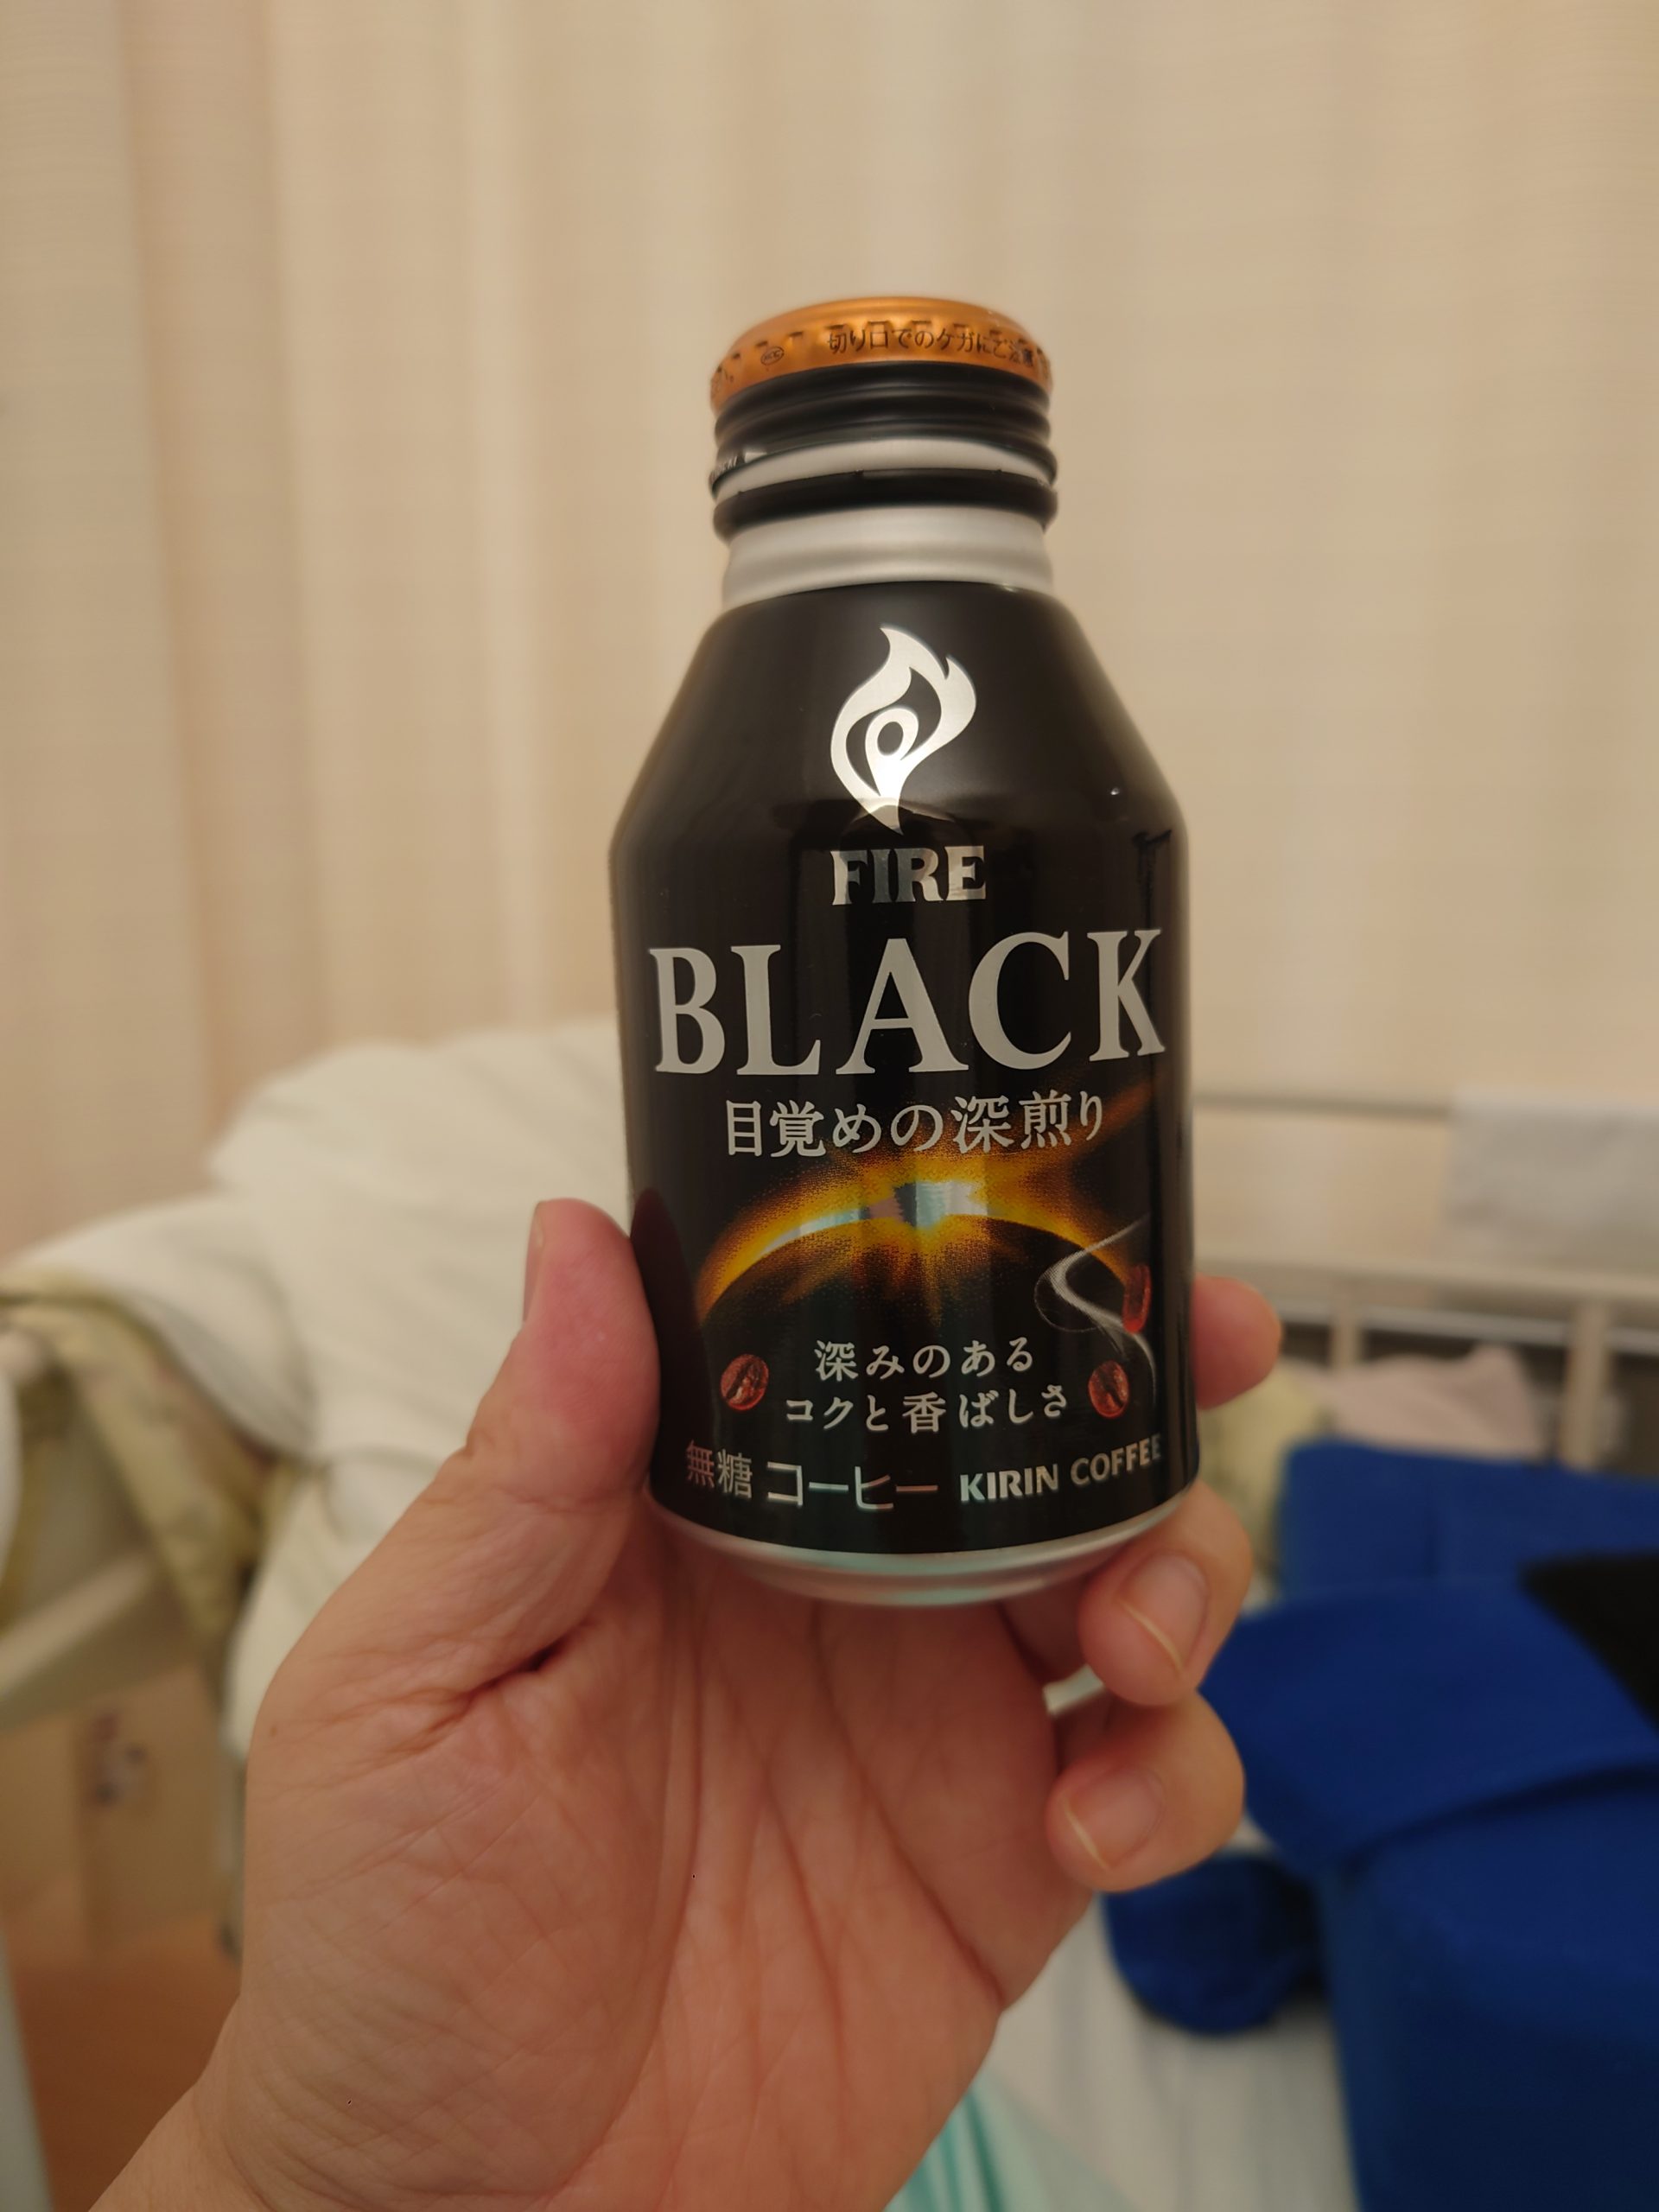 切り口でのケガにご注
FIRE
BLACK
目覚めの深煎り
深みのある
コクと香ばしさ
無糖 コーヒー KIRIN COFFEE